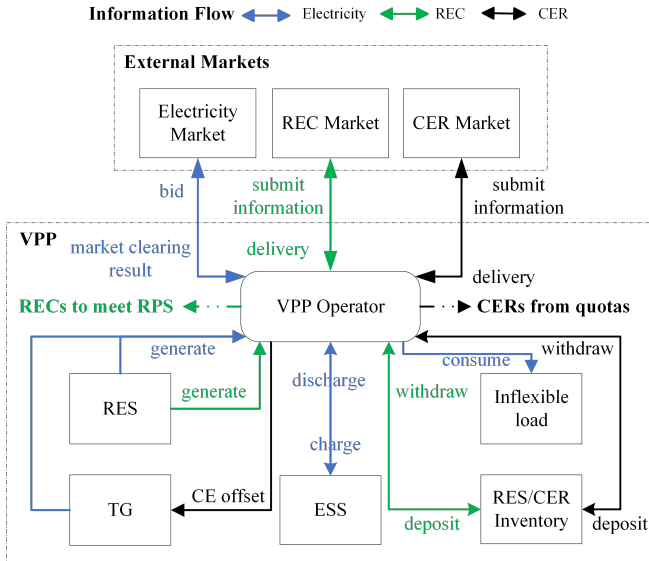 Information Flow
Electricity
REC
CER
External Markets
Electricity
Market
REC Market
CER Market
bid
submit
information
submit
information
VPP
market clearing
result
delivery
delivery
RECs to meet RPS
VPP Operator
CERs from quotas
generate
withdraw
consume
RES
generate
discharge
withdraw
Inflexible
load
charge
TG
CE offset
ESS
RES/CER
Inventory
deposit
deposit